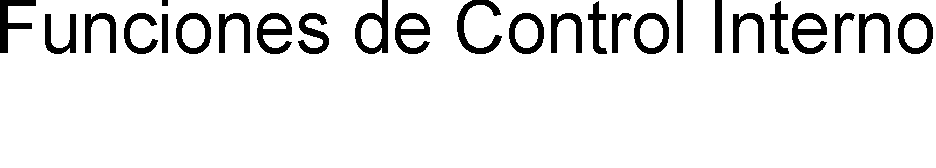 Funciones de Control Interno